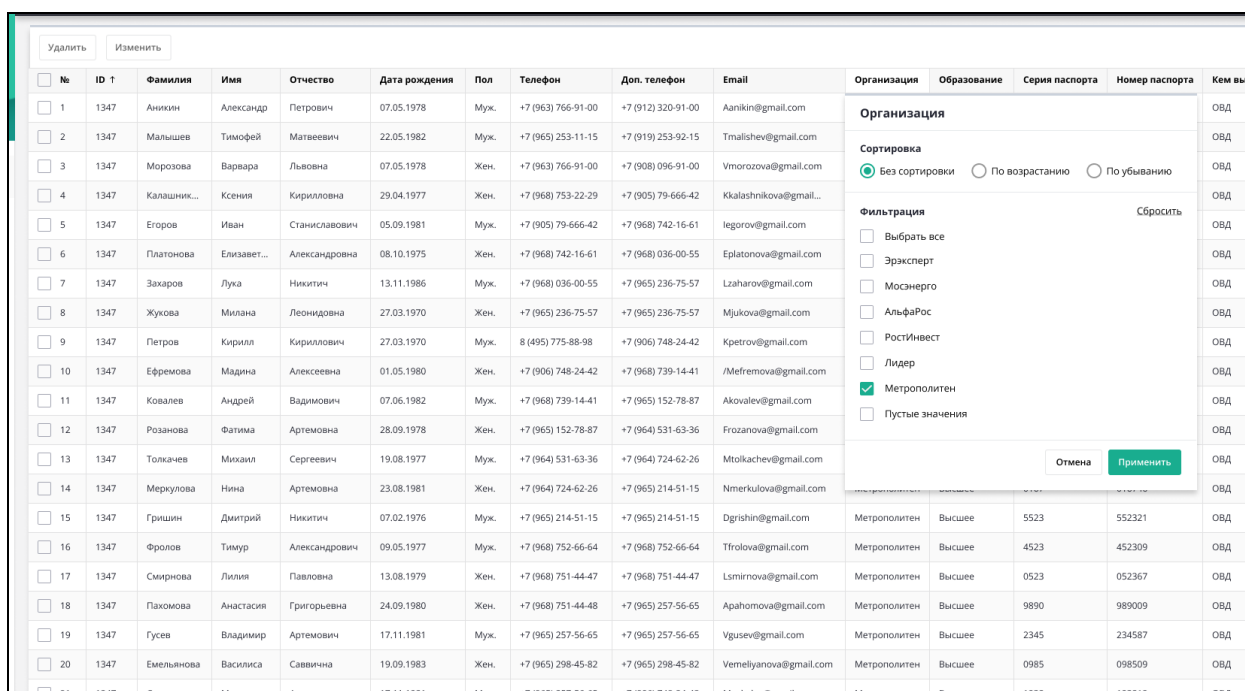 Удалить Изменить
№ ID ↑ Фамилия Имя Отчество Дата рождения Пол Телефон Доп. телефон Email Организация Образование Серия паспорта Номер паспорта Кем вы
1 1347 Аникин Александр Петрович 07.05.1978 Муж. +7 (963) 766-91-00 +7 (912) 320-91-00 Aanikin@gmail.com ОВД
Организация
2 1347 Малышев Тимофей Матвеевич 22.05.1982 Муж. +7 (965) 253-11-15 +7 (919) 253-92-15 Tmalishev@gmail.com ОВД
Сортировка
3 1347 Морозова Варвара Львовна 07.05.1978 Жен. +7 (963) 766-91-00 +7 (908) 096-91-00 Vmorozova@gmail.com ОВД
Без сортировки По возрастанию По убыванию
4 1347 Калашник... Ксения Кирилловна 29.04.1977 Жен. +7 (968) 753-22-29 +7 (905) 79-666-42 Kkalashnikova@gmail... ОВД
Фильтрация Сбросить
5 1347 Егоров Иван Станиславович 05.09.1981 Муж. +7 (905) 79-666-42 +7 (968) 742-16-61 Iegorov@gmail.com ОВД
Выбрать все
6 1347 Платонова Елизавет... Александровна 08.10.1975 Жен. +7 (968) 742-16-61 +7 (968) 036-00-55 Eplatonova@gmail.com ОВД
Эрэксперт
7 1347 Захаров Лука Никитич 13.11.1986 Муж. +7 (968) 036-00-55 +7 (965) 236-75-57 Lzaharov@gmail.com ОВД
Мосэнерго
8 1347 Жукова Милана Леонидовна 27.03.1970 Жен. +7 (965) 236-75-57 +7 (965) 236-75-57 Mjukova@gmail.com ОВД
АльфаРос
РостИнвест
9 1347 Петров Кирилл Кириллович 27.03.1970 Муж. 8 (495) 775-88-98 +7 (906) 748-24-42 Kpetrov@gmail.com ОВД
Лидер
10 1347 Ефремова Мадина Алексеевна 01.05.1980 Жен. +7 (906) 748-24-42 +7 (968) 739-14-41 /Mefremova@gmail.com ОВД
Метрополитен
11 1347 Ковалев Андрей Вадимович 07.06.1982 Муж. +7 (968) 739-14-41 +7 (965) 152-78-87 Akovalev@gmail.com ОВД
Пустые значения
12 1347 Розанова Фатима Артемовна 28.09.1978 Жен. +7 (965) 152-78-87 +7 (964) 531-63-36 Frozanova@gmail.com ОВД
13 1347 Толкачев Михаил Сергеевич 19.08.1977 Муж. +7 (964) 531-63-36 +7 (964) 724-62-26 Mtolkachev@gmail.com ОВД
Отмена Применить
14 1347 Меркулова Нина Артемовна 23.08.1981 Жен. +7 (964) 724-62-26 +7 (965) 214-51-15 Nmerkulova@gmail.com ОВД
15 1347 Гришин Дмитрий Никитич 07.02.1976 Муж. +7 (965) 214-51-15 +7 (965) 214-51-15 Dgrishin@gmail.com Метрополитен Высшее 5523 552321 ОВД
16 1347 Фролов Тимур Александрович 09.05.1977 Муж. +7 (968) 752-66-64 +7 (968) 752-66-64 Tfrolova@gmail.com Метрополитен Высшее 4523 452309 ОВД
17 1347 Смирнова Лилия Павловна 13.08.1979 Жен. +7 (968) 751-44-47 +7 (968) 751-44-47 Lsmirnova@gmail.com Метрополитен Высшее 0523 052367 ОВД
18 1347 Пахомова Анастасия Григорьевна 24.09.1980 Жен. +7 (968) 751-44-48 +7 (965) 257-56-65 Apahomova@gmail.com Метрополитен Высшее 9890 989009 ОВД
19 1347 Гусев Владимир Артемович 17.11.1981 Муж. +7 (965) 257-56-65 +7 (965) 257-56-65 Vgusev@gmail.com Метрополитен Высшее 2345 234587 ОВД
20 1347 Емельянова Василиса Саввична 19.09.1983 Жен. +7 (965) 298-45-82 +7 (965) 298-45-82 Vemeliyanova@gmail.com Метрополитен Высшее 0985 098509 ОВД